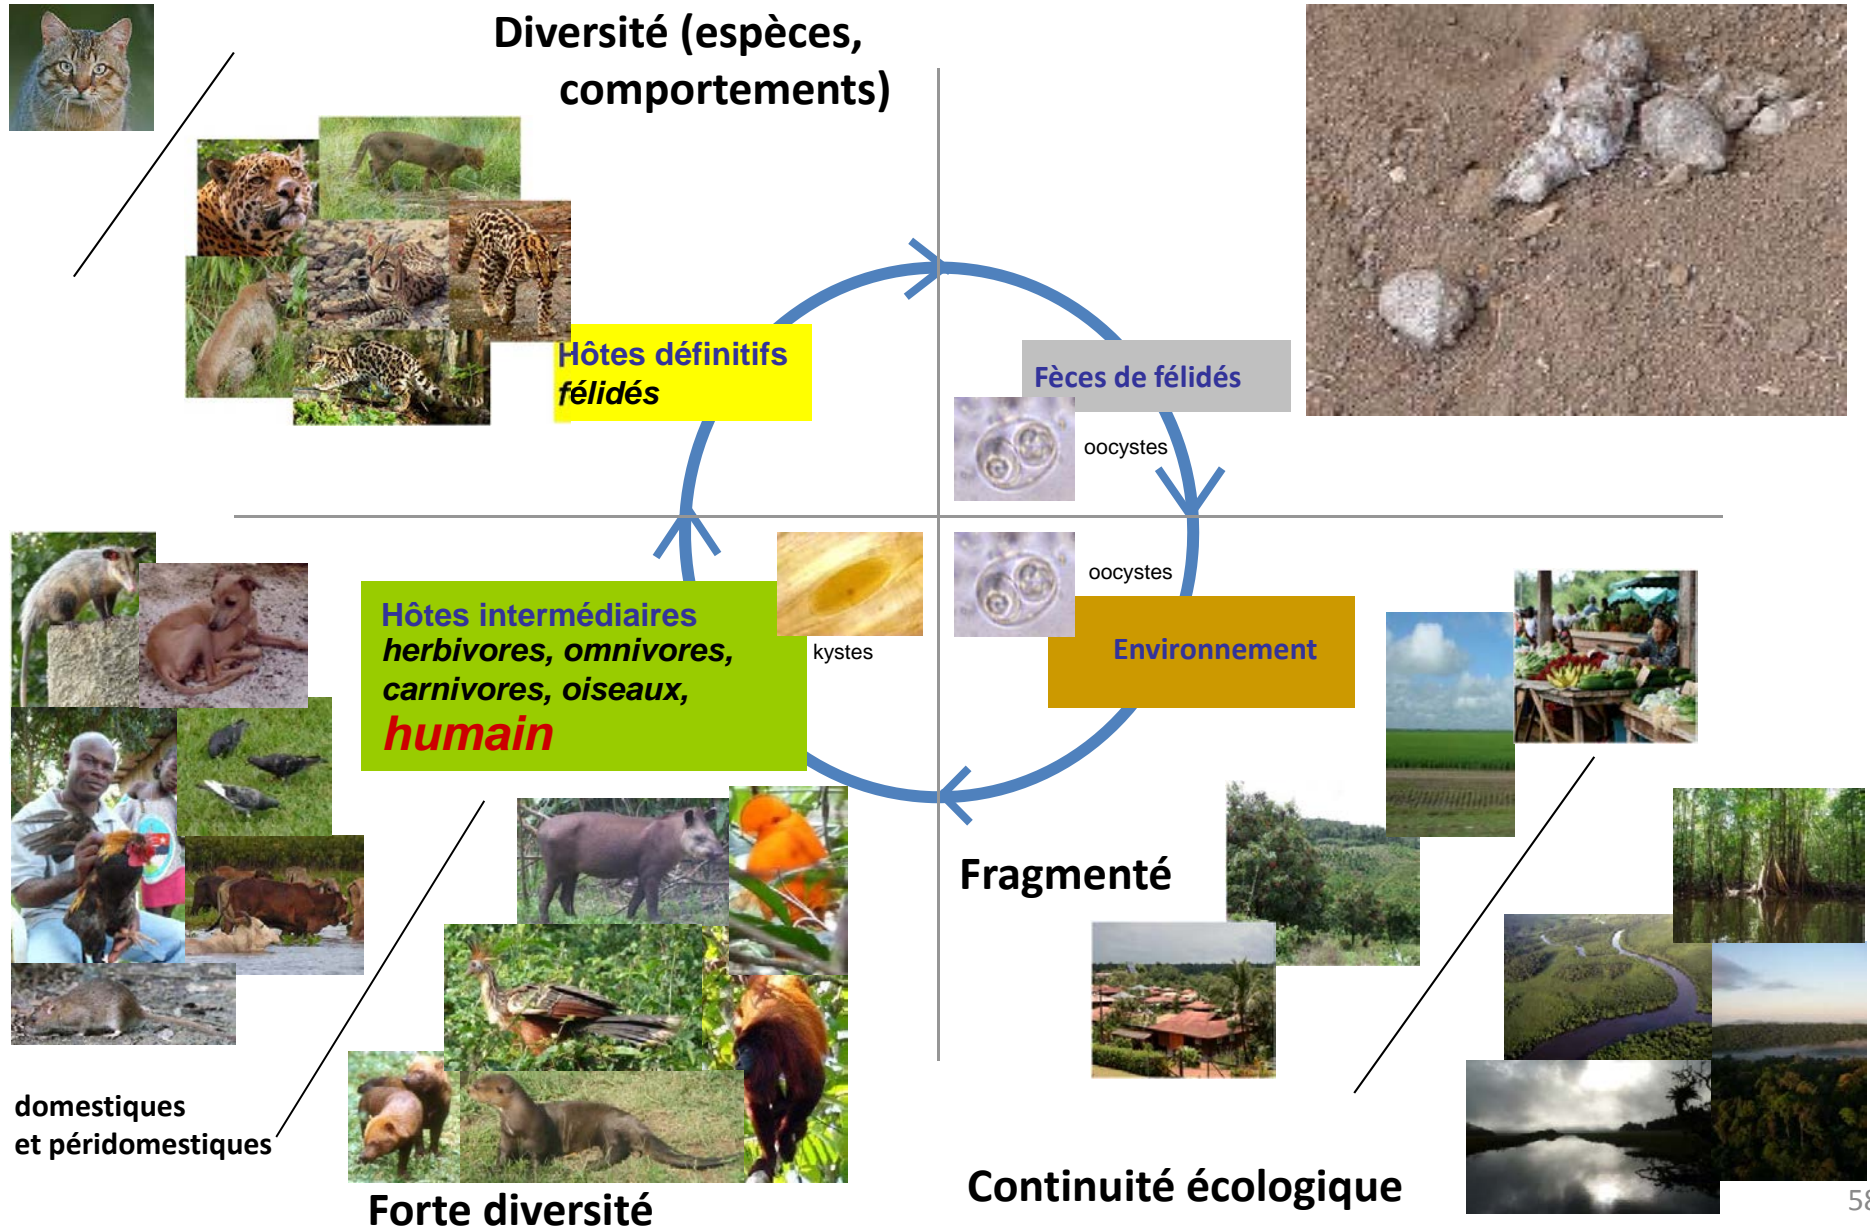 Diversité (espèces,
comportements)
Hôtes définitifs
félidés
Fèces de félidés
oocystes
oocystes
Environnement
Hôtes intermédiaires
herbivores, omnivores,
carnivores, oiseaux,
humain
kystes
Fragmenté
domestiques
et péridomestiques
Forte diversité
Continuité écologique
58